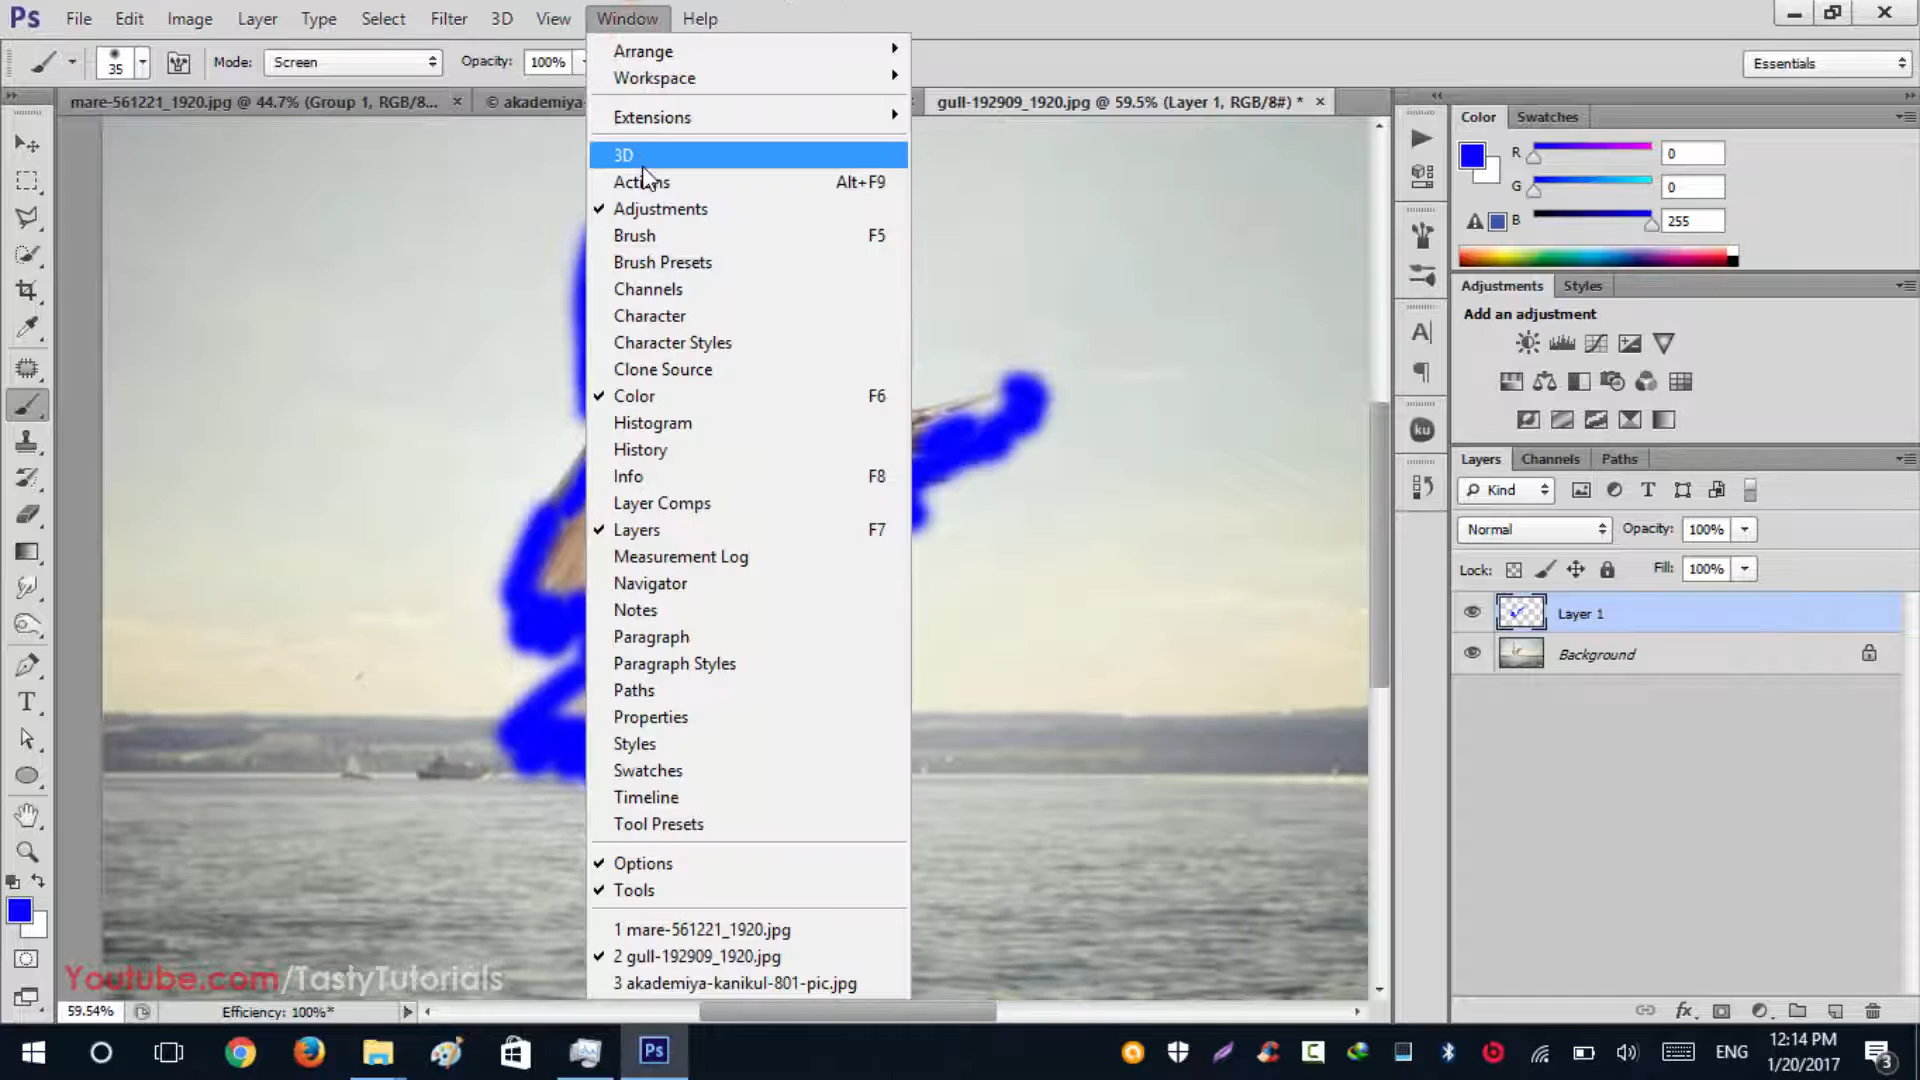 Ps File Edit Image Layer Type Select Filter 3D View Window Help
35 Mode: Screen Opacity: 100% Essentials
mare-561221_1920.jpg @ 44.7% (Group 1, RGB/8... × © akademiya- gull-192909_1920.jpg @ 59.5% (Layer 1, RGB/8#) * ×
Arrange
Workspace
Extensions
3D
Actions Alt+F9
Adjustments
Brush F5
Brush Presets
Channels
Character
Character Styles
Clone Source
Color F6
Histogram
History
Info F8
Layer Comps
Layers F7
Measurement Log
Navigator
Notes
Paragraph
Paragraph Styles
Paths
Properties
Styles
Swatches
Timeline
Tool Presets
Options
Tools
1 mare-561221_1920.jpg
2 gull-192909_1920.jpg
3 akademiya-kanikul-801-pic.jpg
Color Swatches
R 0
G 0
B 255
Adjustments Styles
Add an adjustment
Layers Channels Paths
Kind
Normal Opacity: 100%
Lock: Fill: 100%
Layer 1
Background
fx
ku
Youtube.com/TastyTutorials
59.54% Efficiency: 100%*
Ps ENG 12:14 PM
1/20/2017 3